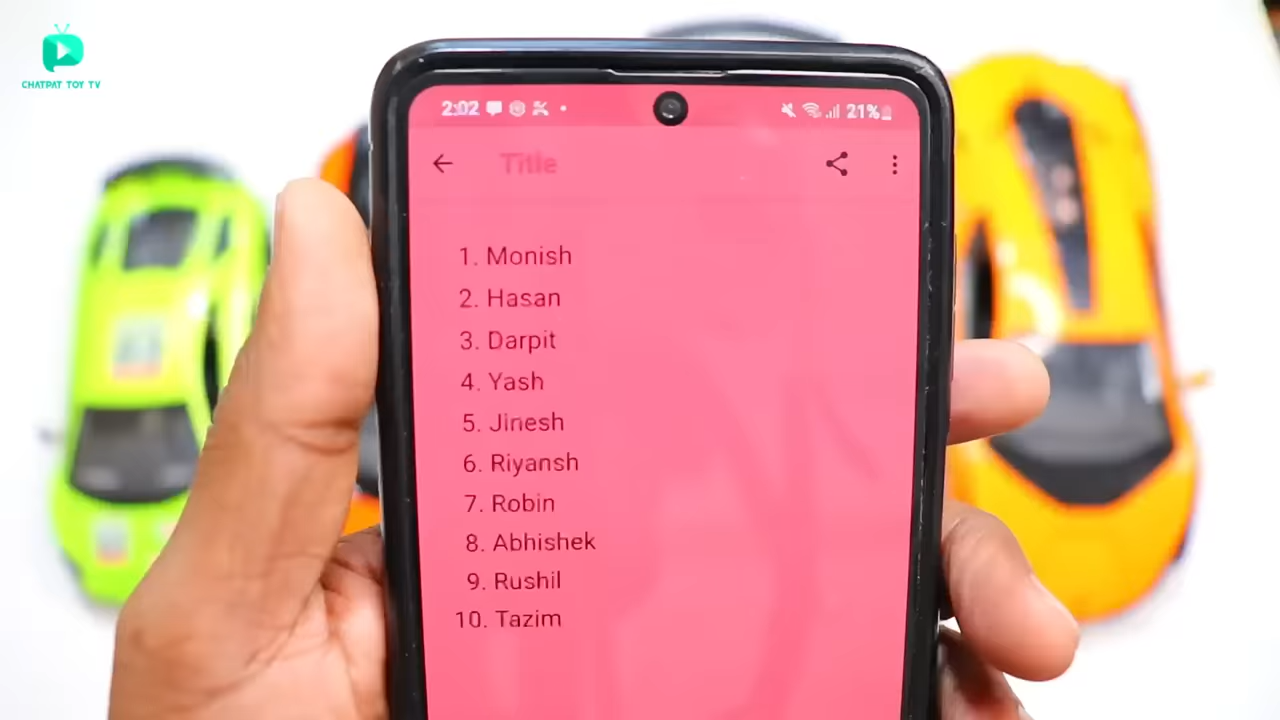 CHATPAT TOY TV
2:02 21%
Title
1. Monish
2. Hasan
3. Darpit
4. Yash
5. Jinesh
6. Riyansh
7. Robin
8. Abhishek
9. Rushil
10. Tazim